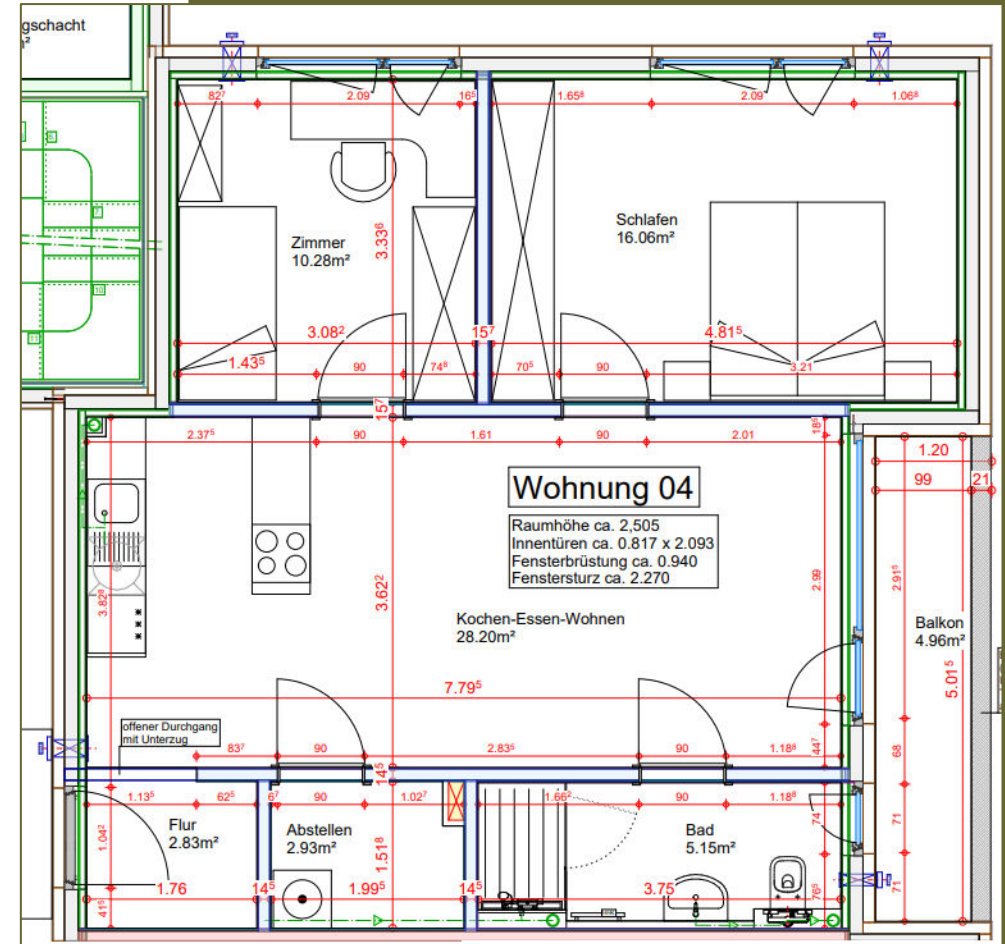 gschacht
m²
82⁷
2.09
16⁵
1.65⁸
2.09
1.06⁸
Zimmer
10.28m²
3.33⁶
Schlafen
16.06m²
3.08²
15⁷
4.81⁵
1.43⁵
90
74⁸
70⁵
90
3.21
15⁷
2.37⁵
90
1.61
90
2.01
18⁵
1.20
99
21
Wohnung 04
Raumhöhe ca. 2,505
Innentüren ca. 0.817 x 2.093
Fensterbrüstung ca. 0.940
Fenstersturz ca. 2.270
3.82⁸
3.62²
2.99
2.91⁵
Kochen-Essen-Wohnen
28.20m²
Balkon
4.96m²
5.01⁵
7.79⁵
offener Durchgang
mit Unterzug
83⁷
90
2.83⁵
90
1.18⁸
44⁷
68
14⁵
1.13⁵
62⁵
6⁷
90
1.02⁷
1.66²
90
1.18⁸
74⁷
71
Flur
2.83m²
Abstellen
2.93m²
Bad
5.15m²
1.04²
1.51⁸
1.76
14⁵
1.99⁵
14⁵
3.75
41⁵
76⁵
71